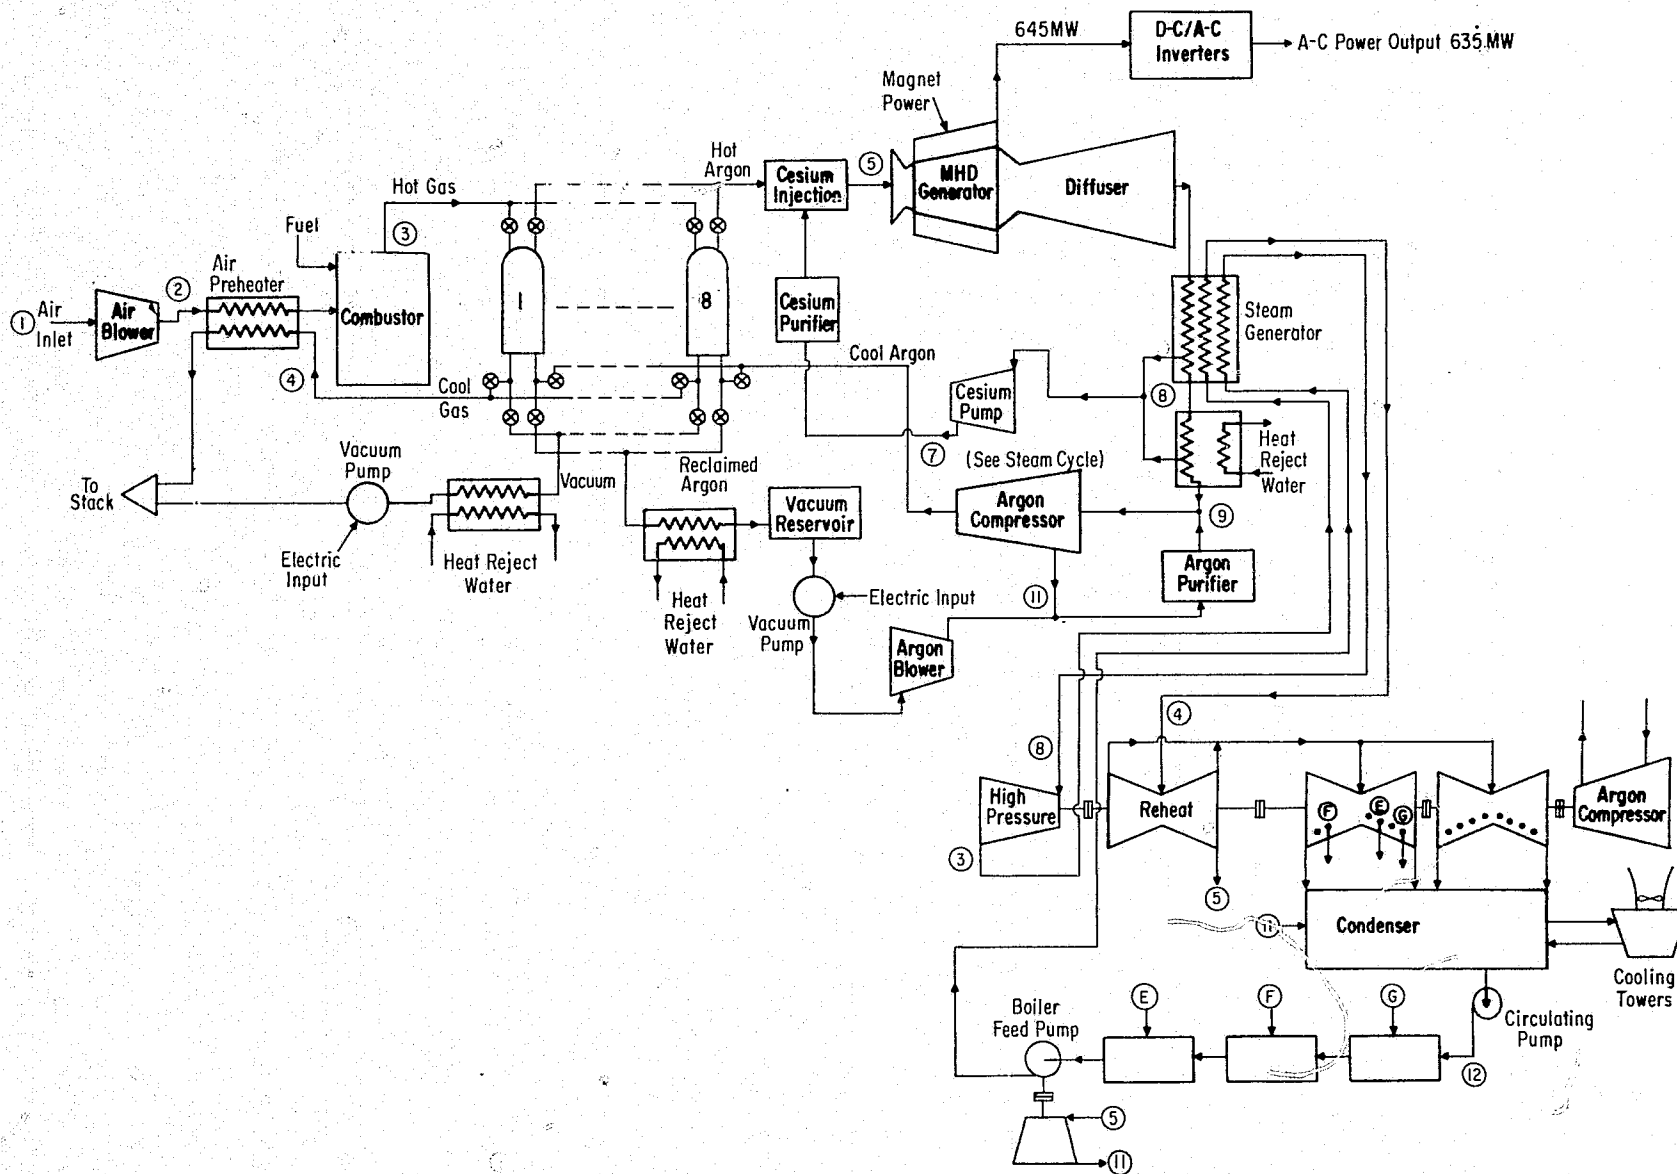 645MW
D-C/A-C
Inverters
A-C Power Output 635 MW
Magnet
Power
MHD
Generator
Diffuser
Hot
Argon
Cesium
Injection
5
Hot Gas
3
Fuel
Air
Preheater
2
1
Air
Inlet
Air
Blower
Combustor
1
8
Cesium
Purifier
Steam
Generator
4
Cool
Gas
Cool Argon
Cesium
Pump
8
7
Heat
Reject
Water
(See Steam Cycle)
Argon
Compressor
9
Argon
Purifier
11
Vacuum
Pump
To
Stack
Vacuum
Reclaimed
Argon
Vacuum
Reservoir
Electric
Input
Heat Reject
Water
Heat
Reject
Water
Electric Input
Vacuum
Pump
Argon
Blower
4
8
High
Pressure
Reheat
F
E
G
Argon
Compressor
3
5
11
Condenser
Cooling
Towers
Circulating
Pump
Boiler
Feed Pump
E
F
G
12
5
11